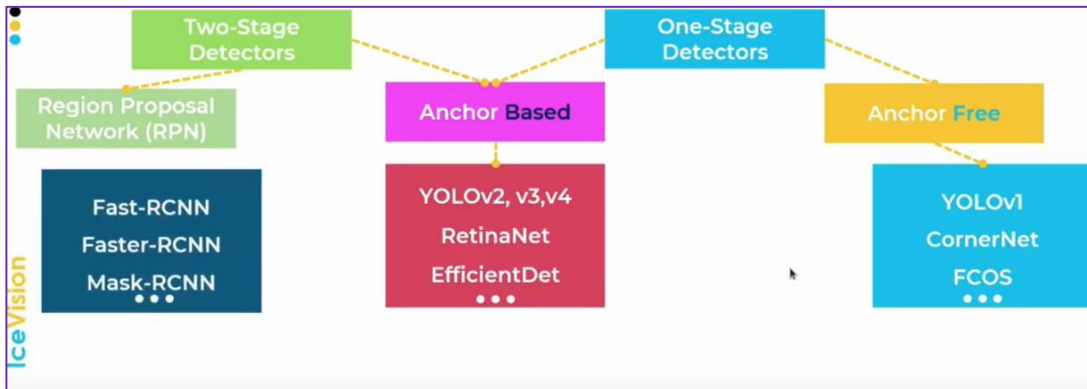 Two-Stage
Detectors
One-Stage
Detectors
Region Proposal
Network (RPN)
Anchor Based
Anchor Free
Fast-RCNN
Faster-RCNN
Mask-RCNN
YOLOv2, v3,v4
RetinaNet
EfficientDet
YOLOv1
CornerNet
FCOS
IceVision